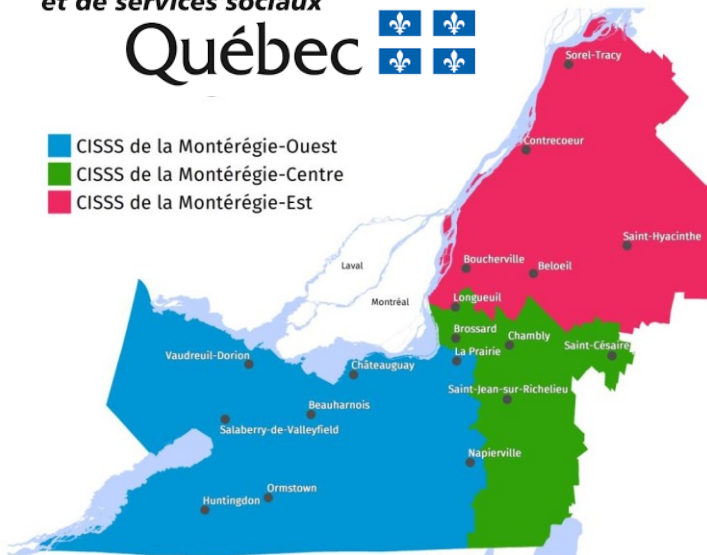 et de services sociaux
Québec
CISSS de la Montérégie-Ouest
CISSS de la Montérégie-Centre
CISSS de la Montérégie-Est
Sorel-Tracy
Contrecoeur
Saint-Hyacinthe
Boucherville
Beloeil
Laval
Montréal
Longueuil
Brossard
Chambly
Saint-Césaire
La Prairie
Vaudreuil-Dorion
Châteauguay
Saint-Jean-sur-Richelieu
Beauharnois
Salaberry-de-Valleyfield
Napierville
Ormstown
Huntingdon